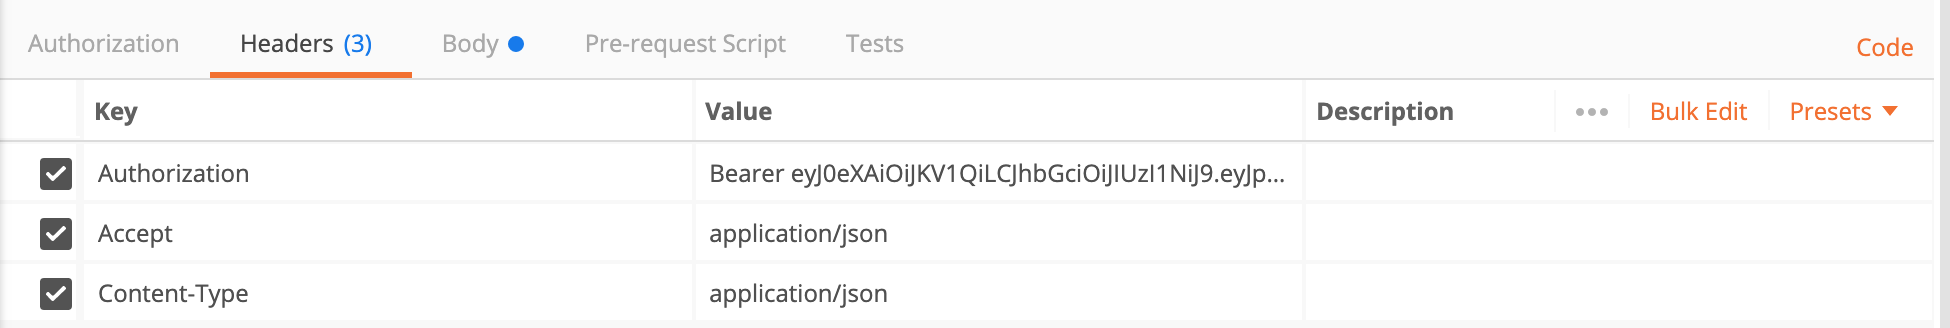 Authorization Headers (3) Body Pre-request Script Tests Code
Key Value Description ••• Bulk Edit Presets
Authorization Bearer eyJ0eXAiOiJKV1QiLCJhbGciOiJIUzI1NiJ9.eyJp...
Accept application/json
Content-Type application/json